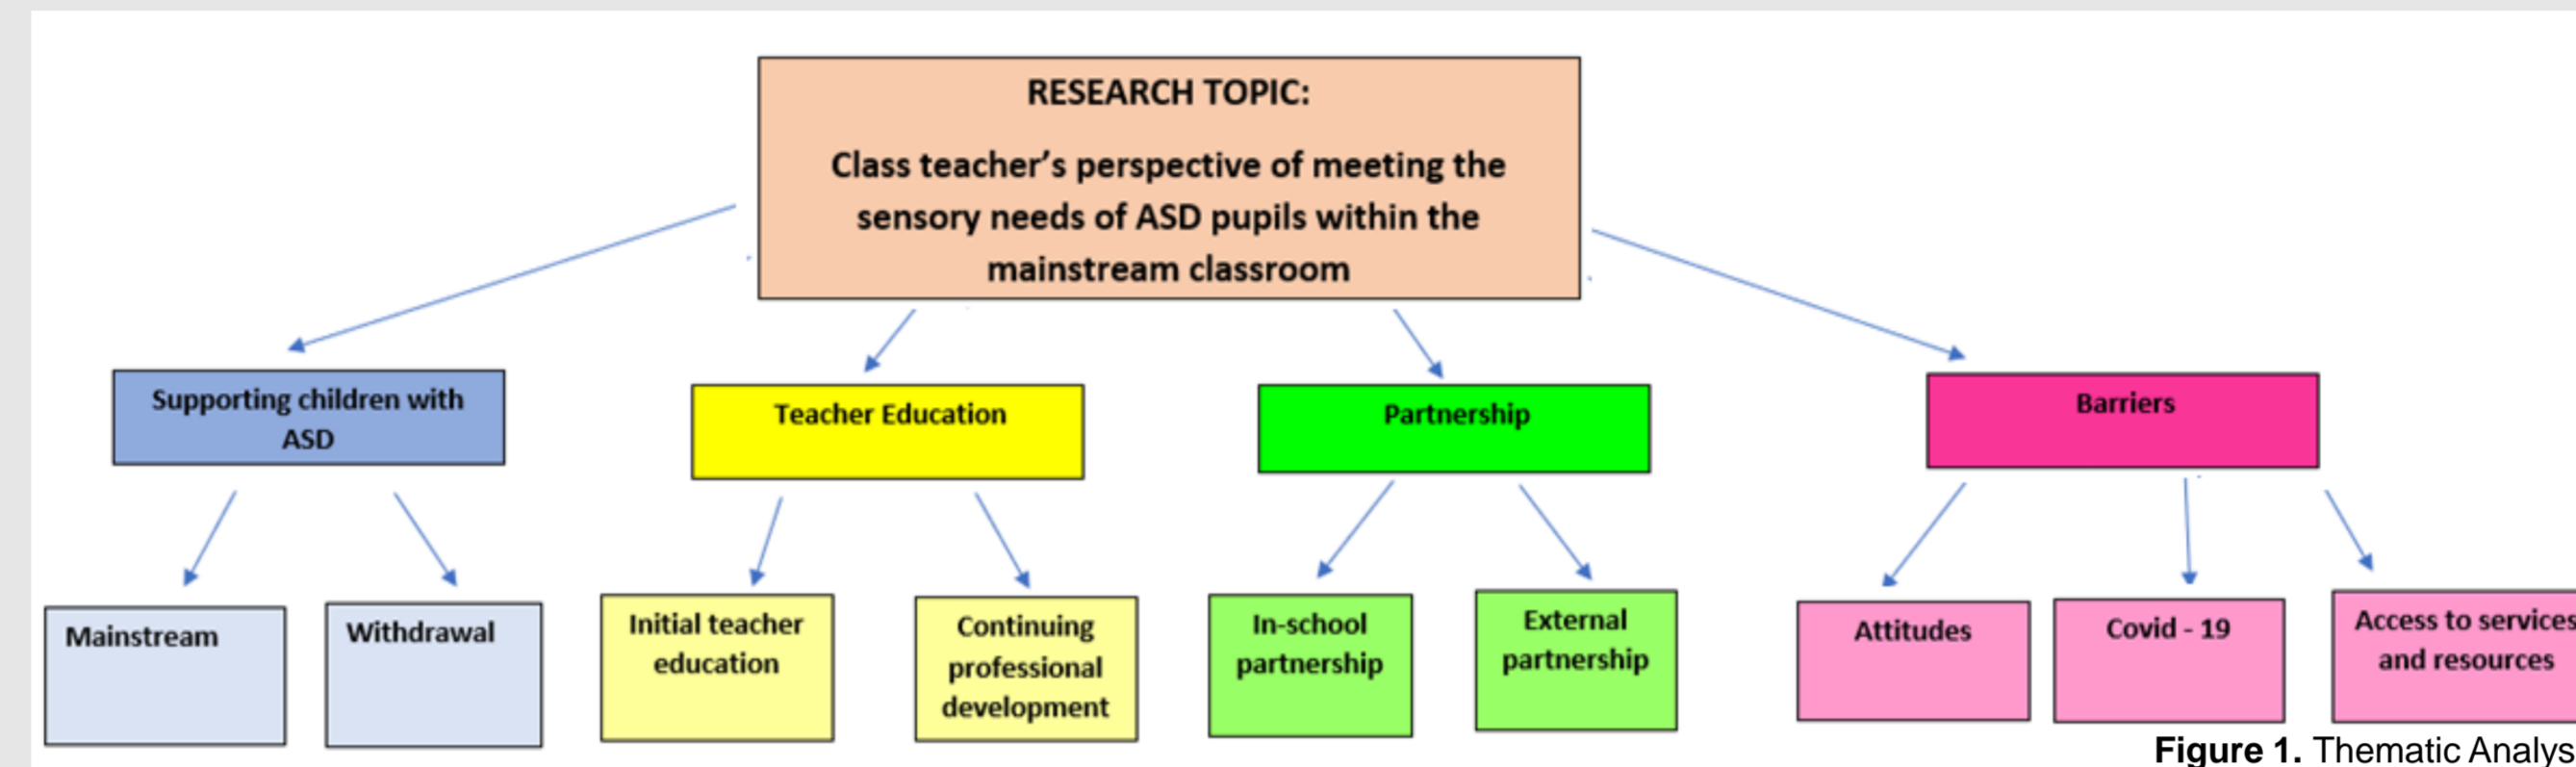 RESEARCH TOPIC:
Class teacher’s perspective of meeting the
sensory needs of ASD pupils within the
mainstream classroom
Supporting children with
ASD
Teacher Education
Partnership
Barriers
Mainstream
Withdrawal
Initial teacher
education
Continuing
professional
development
In-school
partnership
External
partnership
Attitudes
Covid - 19
Access to services
and resources
Figure 1. Thematic Analys